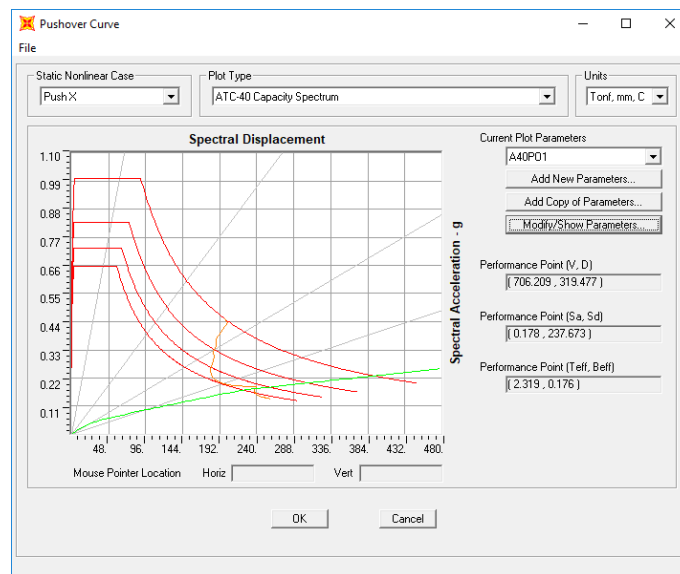 Pushover Curve
File
Static Nonlinear Case
Push X
Plot Type
ATC-40 Capacity Spectrum
Units
Tonf, mm, C
Spectral Displacement
1.10
0.99
0.88
0.77
0.66
0.55
0.44
0.33
0.22
0.11
48. 96. 144. 192. 240. 288. 336. 384. 432. 480.
Spectral Acceleration - g
Mouse Pointer Location Horiz Vert
Current Plot Parameters
A40PO1
Add New Parameters...
Add Copy of Parameters...
Modify/Show Parameters...
Performance Point (V, D)
( 706.209 , 319.477 )
Performance Point (Sa, Sd)
( 0.178 , 237.673 )
Performance Point (Teff, Beff)
( 2.319 , 0.176 )
OK
Cancel